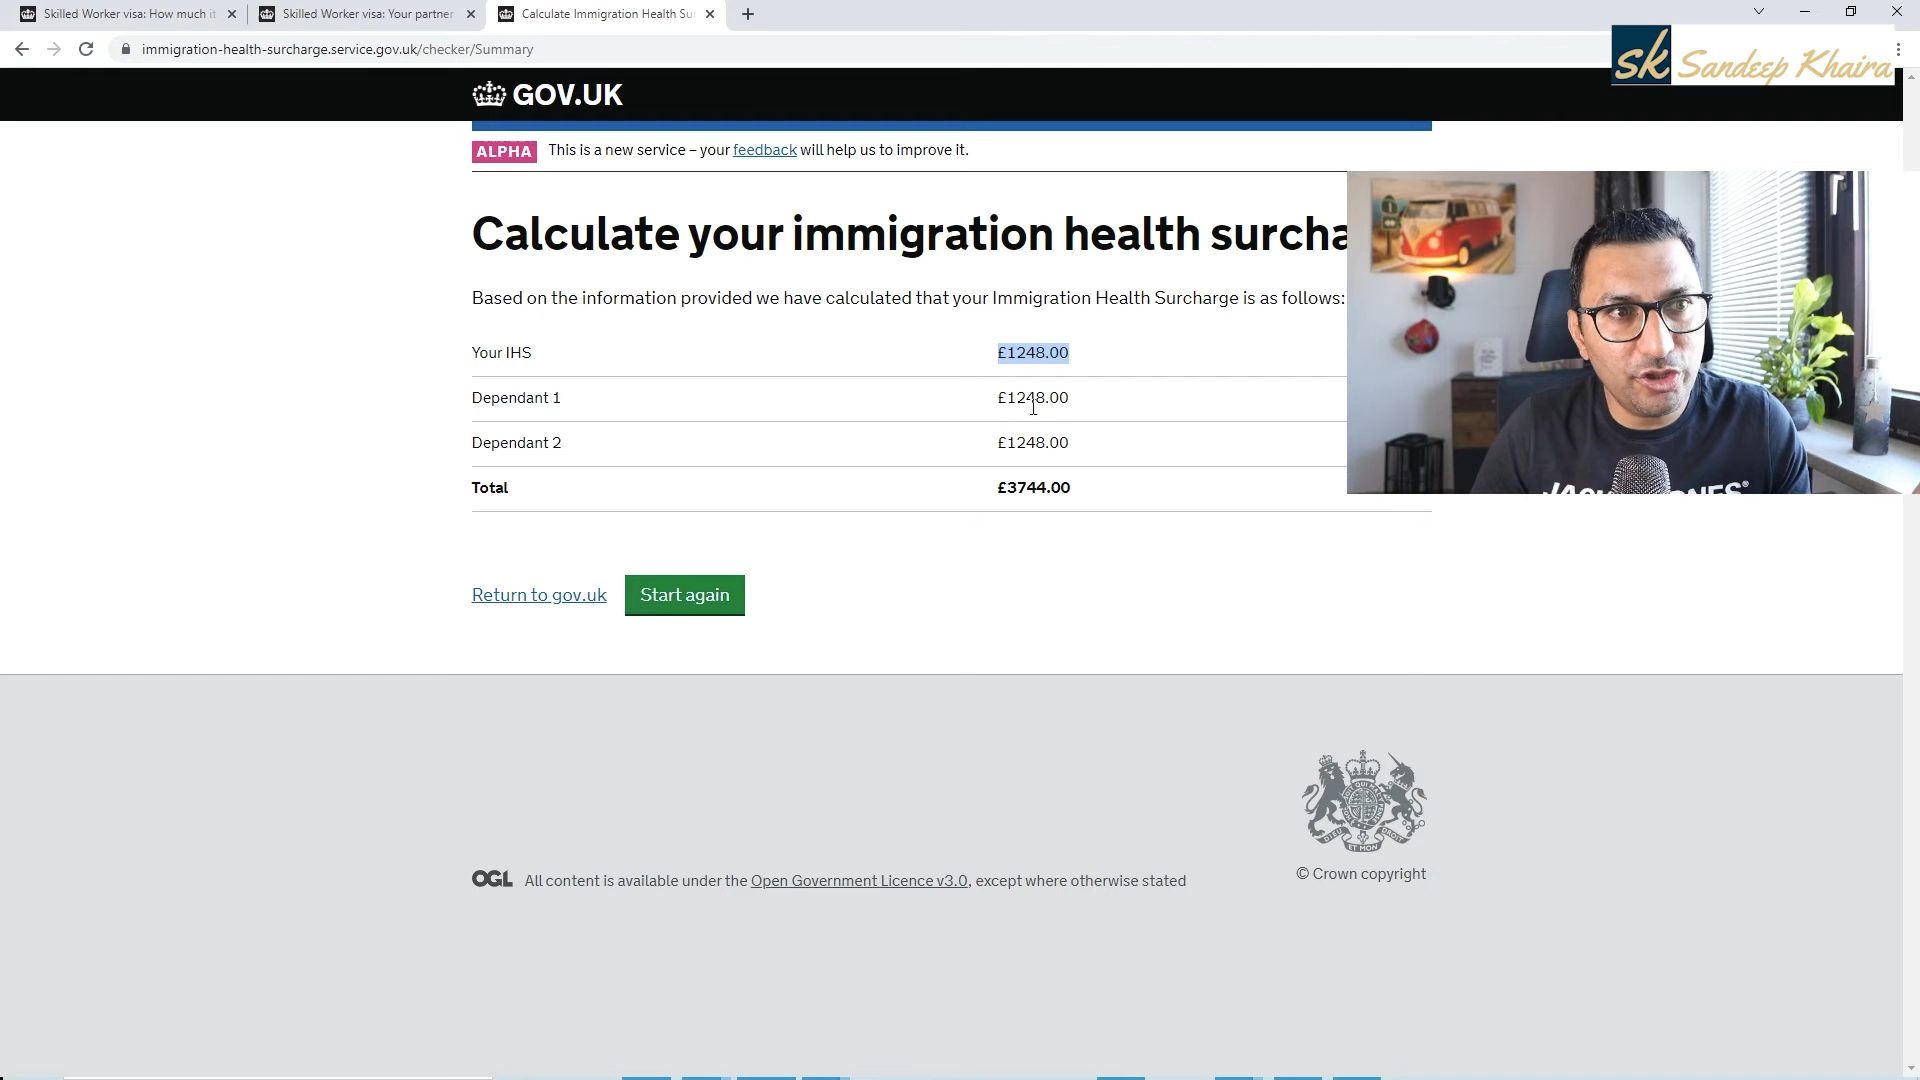 Skilled Worker visa: How much it
Skilled Worker visa: Your partner
Calculate Immigration Health Su
immigration-health-surcharge.service.gov.uk/checker/Summary
sk Sandeep Khaira
GOV.UK
ALPHA This is a new service – your feedback will help us to improve it.
Calculate your immigration health surcha
Based on the information provided we have calculated that your Immigration Health Surcharge is as follows:
Your IHS £1248.00
Dependant 1 £1248.00
Dependant 2 £1248.00
Total £3744.00
Return to gov.uk Start again
DIEU ET MON DROIT
© Crown copyright
OGL All content is available under the Open Government Licence v3.0, except where otherwise stated